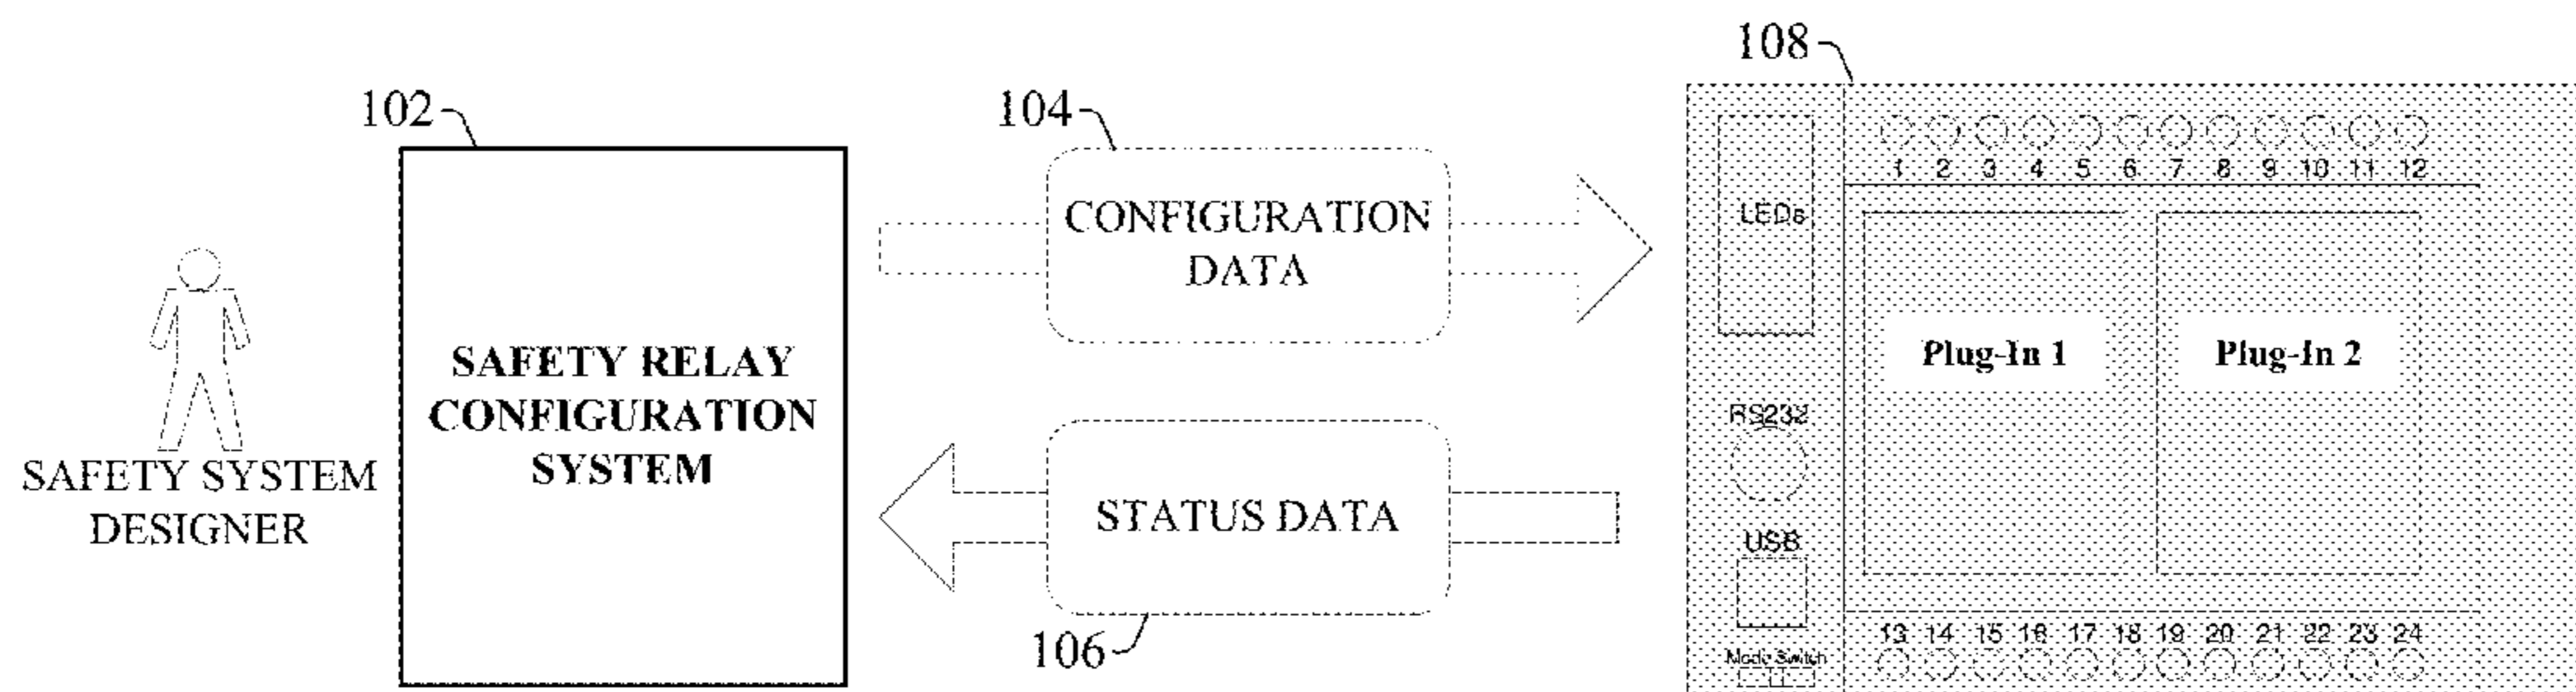 108
102
104
1 2 3 4 5 6 7 8 9 10 11 12
CONFIGURATION
DATA
LEDs
SAFETY RELAY
CONFIGURATION
SYSTEM
Plug-In 1
Plug-In 2
RS232
SAFETY SYSTEM
DESIGNER
STATUS DATA
USB
106
13 14 15 16 17 18 19 20 21 22 23 24
Mode Switch